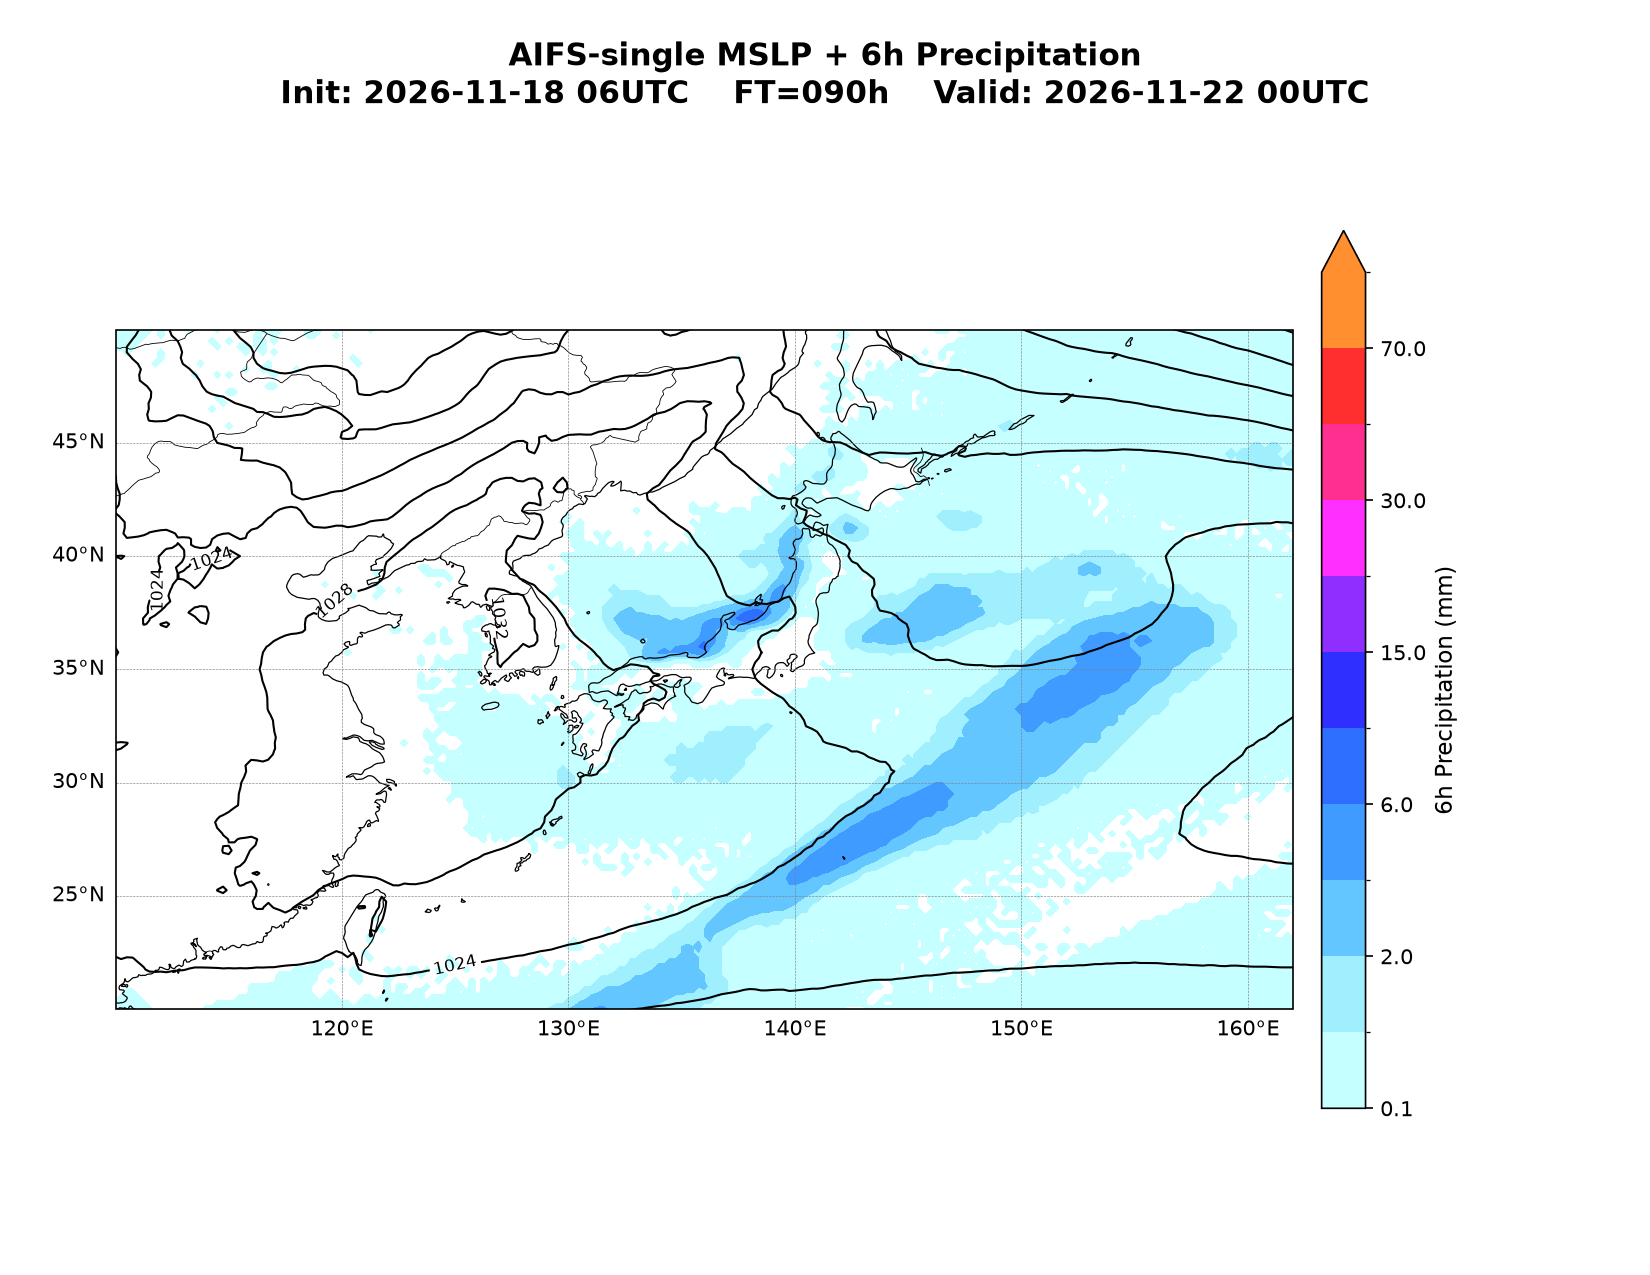 AIFS-single MSLP + 6h Precipitation
Init: 2026-11-18 06UTC    FT=090h    Valid: 2026-11-22 00UTC
70.0
30.0
15.0
6.0
2.0
0.1
6h Precipitation (mm)
45°N
40°N
35°N
30°N
25°N
1024
1024
1028
1032
1024
120°E
130°E
140°E
150°E
160°E